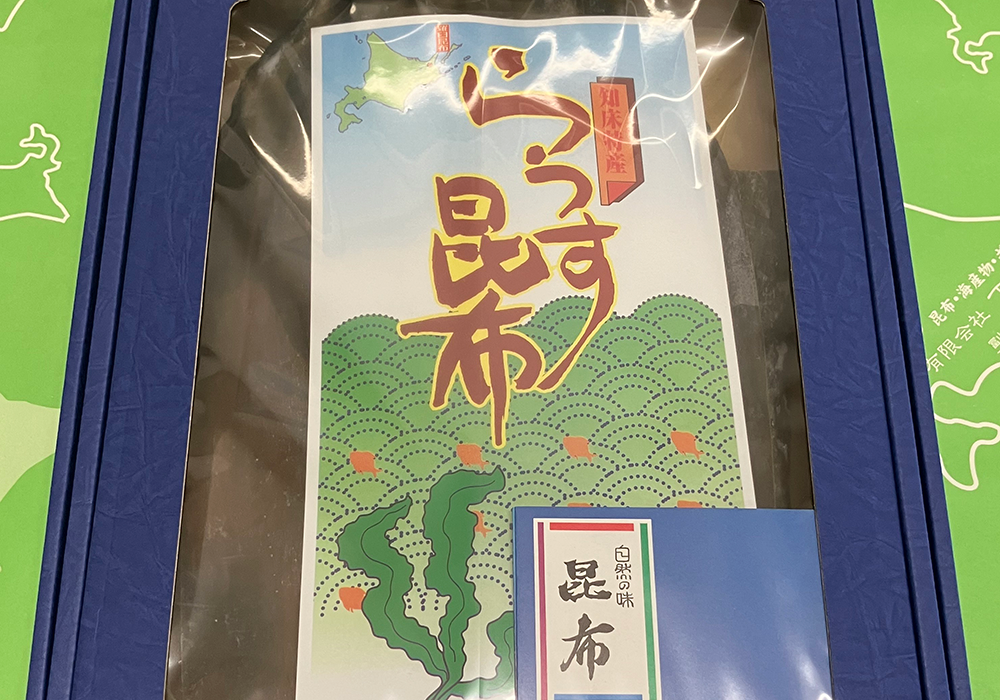 らうす
昆布
知床特産
自然の味
昆布
昆布・海産物・
有限会社